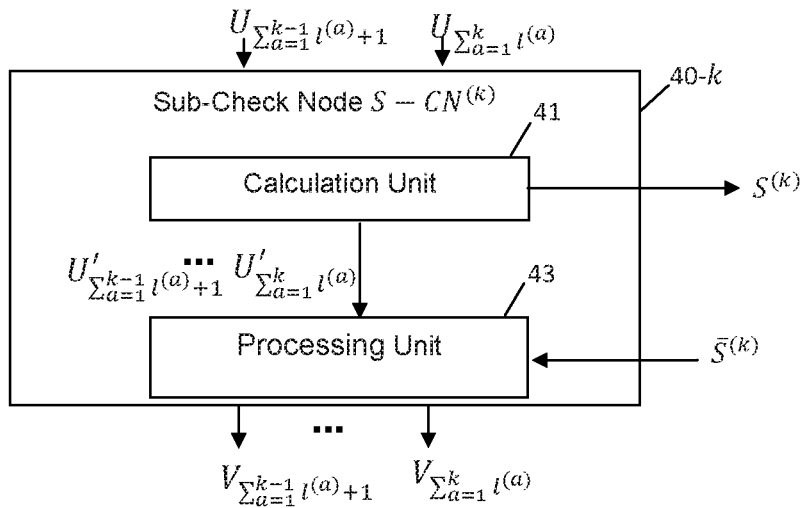 U_{\sum_{a=1}^{k-1} l^{(a)}+1} U_{\sum_{a=1}^{k} l^{(a)}}
40-k
Sub-Check Node S − CN^{(k)}
41
Calculation Unit
S^{(k)}
U'_{\sum_{a=1}^{k-1} l^{(a)}+1} ... U'_{\sum_{a=1}^{k} l^{(a)}}
43
Processing Unit
\bar{S}^{(k)}
...
V_{\sum_{a=1}^{k-1} l^{(a)}+1} V_{\sum_{a=1}^{k} l^{(a)}}